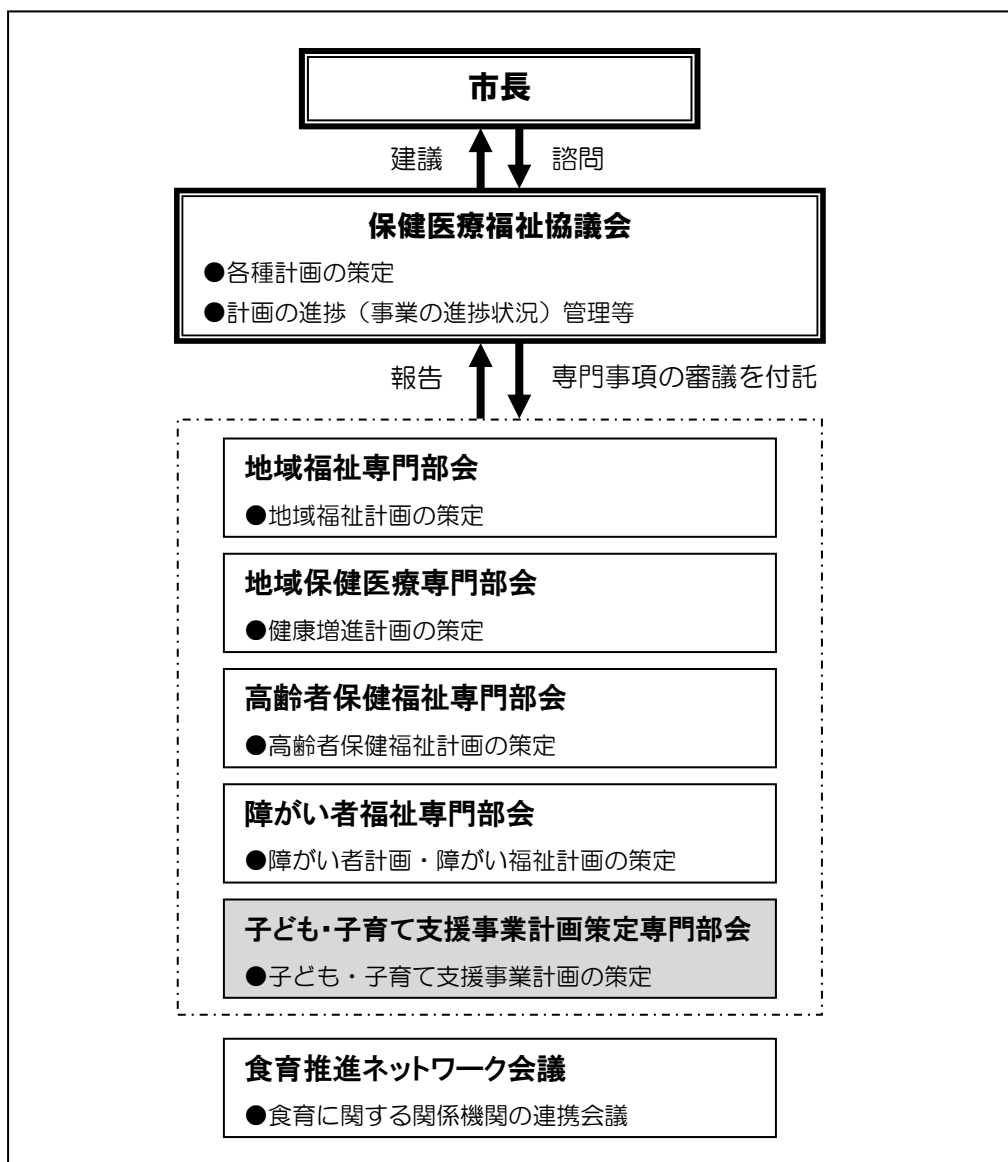 市長
建議
諮問
保健医療福祉協議会
●各種計画の策定
●計画の進捗（事業の進捗状況）管理等
報告
専門事項の審議を付託
地域福祉専門部会
●地域福祉計画の策定
地域保健医療専門部会
●健康増進計画の策定
高齢者保健福祉専門部会
●高齢者保健福祉計画の策定
障がい者福祉専門部会
●障がい者計画・障がい福祉計画の策定
子ども・子育て支援事業計画策定専門部会
●子ども・子育て支援事業計画の策定
食育推進ネットワーク会議
●食育に関する関係機関の連携会議